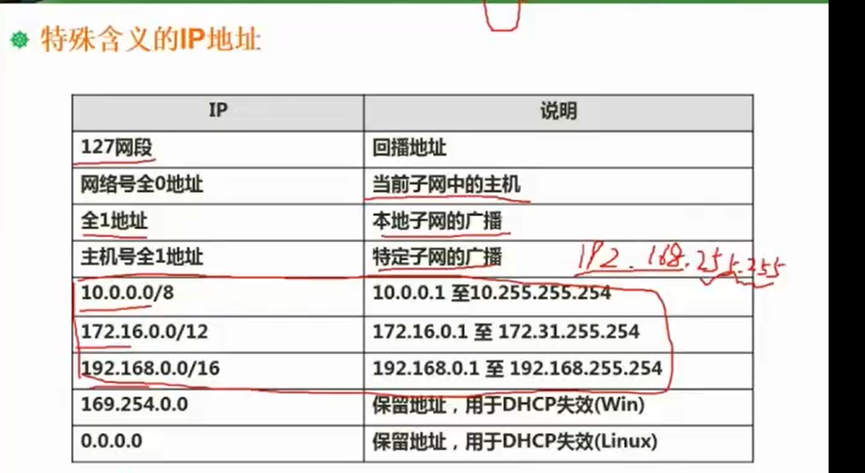 特殊含义的IP地址
IP 说明
127网段 回播地址
网络号全0地址 当前子网中的主机
全1地址 本地子网的广播
主机号全1地址 特定子网的广播 192.168.255.255
10.0.0.0/8 10.0.0.1 至10.255.255.254
172.16.0.0/12 172.16.0.1 至 172.31.255.254
192.168.0.0/16 192.168.0.1 至 192.168.255.254
169.254.0.0 保留地址，用于DHCP失效(Win)
0.0.0.0 保留地址，用于DHCP失效(Linux)